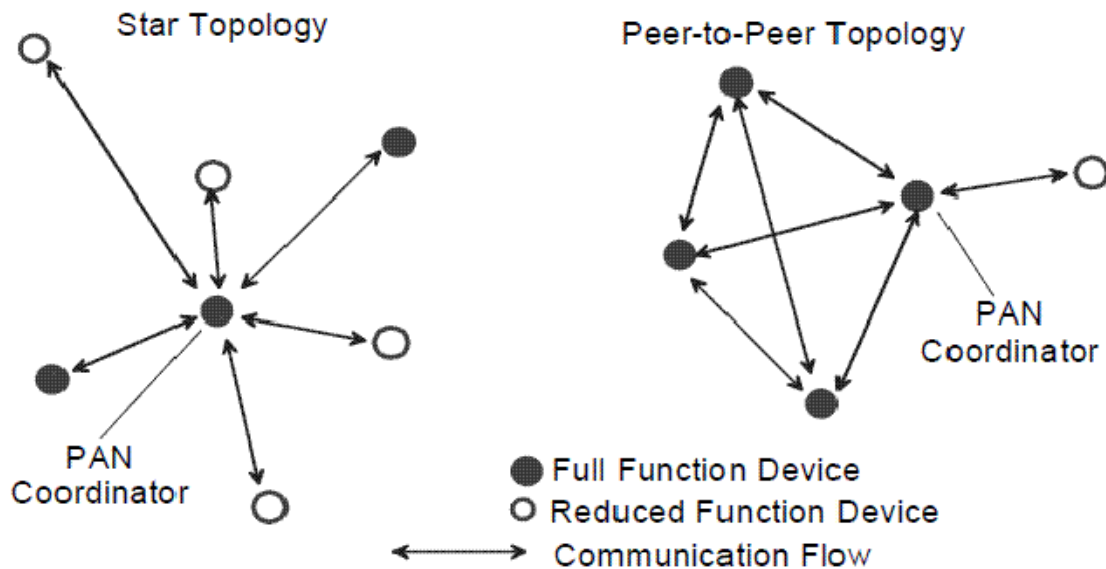 Star Topology
Peer-to-Peer Topology
PAN
Coordinator
PAN
Coordinator
Full Function Device
Reduced Function Device
Communication Flow